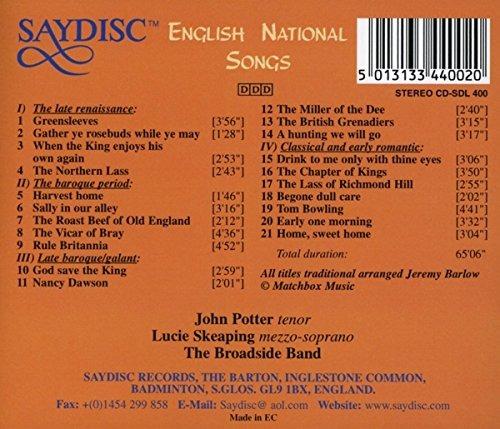 SAYDISC™
ENGLISH NATIONAL
SONGS
5 013133 440020
DDD
STEREO CD-SDL 400
I) The late renaissance:
1 Greensleeves [3'56"]
2 Gather ye rosebuds while ye may [1'28"]
3 When the King enjoys his
own again [2'53"]
4 The Northern Lass [2'43"]
II) The baroque period:
5 Harvest home [1'46"]
6 Sally in our alley [3'16"]
7 The Roast Beef of Old England [2'12"]
8 The Vicar of Bray [4'36"]
9 Rule Britannia [4'52"]
III) Late baroque/galant:
10 God save the King [2'59"]
11 Nancy Dawson [2'01"]
12 The Miller of the Dee [2'40"]
13 The British Grenadiers [3'15"]
14 A hunting we will go [3'17"]
IV) Classical and early romantic:
15 Drink to me only with thine eyes [3'06"]
16 The Chapter of Kings [3'50"]
17 The Lass of Richmond Hill [2'55"]
18 Begone dull care [2'02]
19 Tom Bowling [4'41"]
20 Early one morning [3'32"]
21 Home, sweet home [3'04"]
Total duration: 65'06"
All titles traditional arranged Jeremy Barlow
© Matchbox Music
John Potter tenor
Lucie Skeaping mezzo-soprano
The Broadside Band
SAYDISC RECORDS, THE BARTON, INGLESTONE COMMON,
BADMINTON, S.GLOS. GL9 1BX, ENGLAND.
Fax: +(0)1454 299 858 E-Mail: Saydisc@ aol.com Website: www.saydisc.com
Made in EC